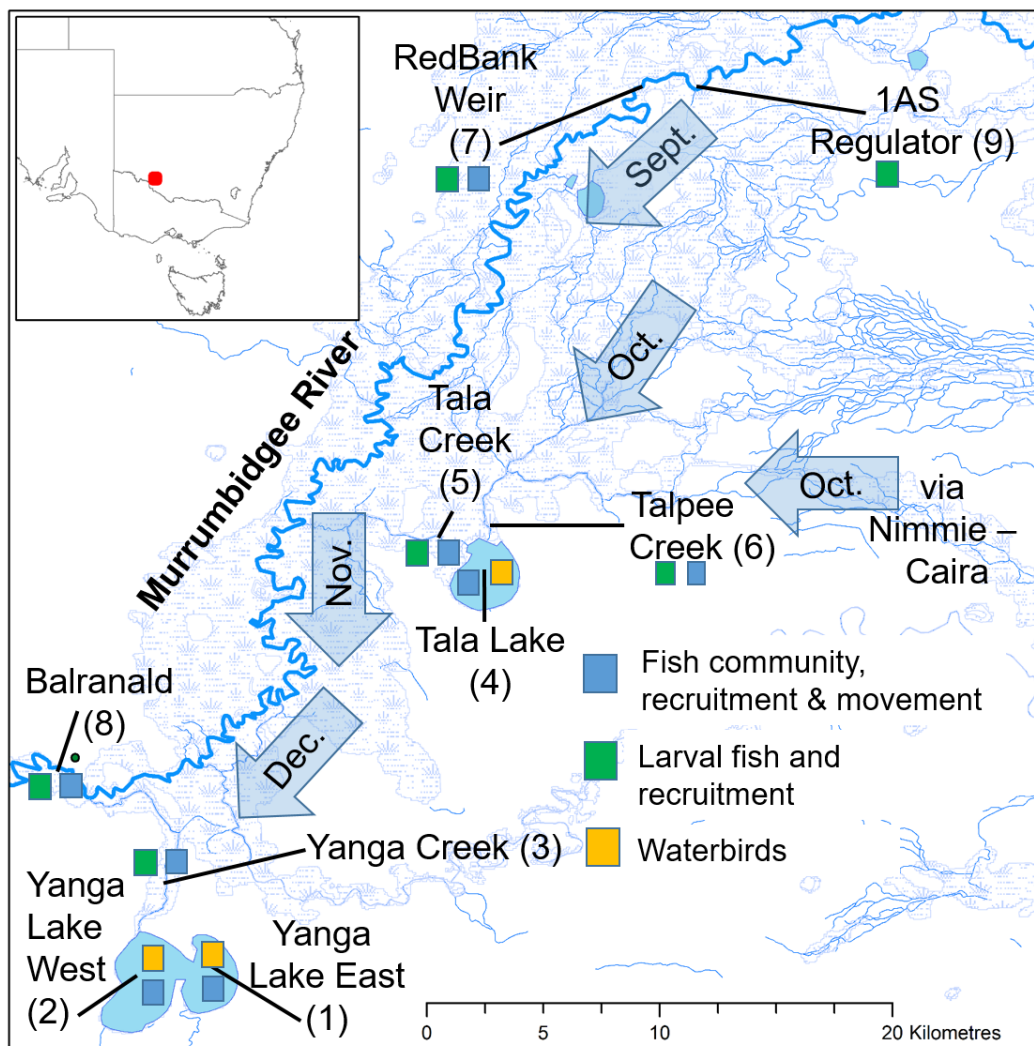 RedBank
Weir
(7)
1AS
Regulator (9)
Sept.
Oct.
Murrumbidgee River
Tala
Creek
(5)
Oct.
via
Nimmie –
Caira
Talpee
Creek (6)
Nov.
Tala Lake
(4)
Fish community,
recruitment & movement
Larval fish and
recruitment
Waterbirds
Balranald
(8)
Dec.
Yanga Creek (3)
Yanga
Lake
West
(2)
Yanga
Lake East
(1)
0 5 10 20 Kilometres